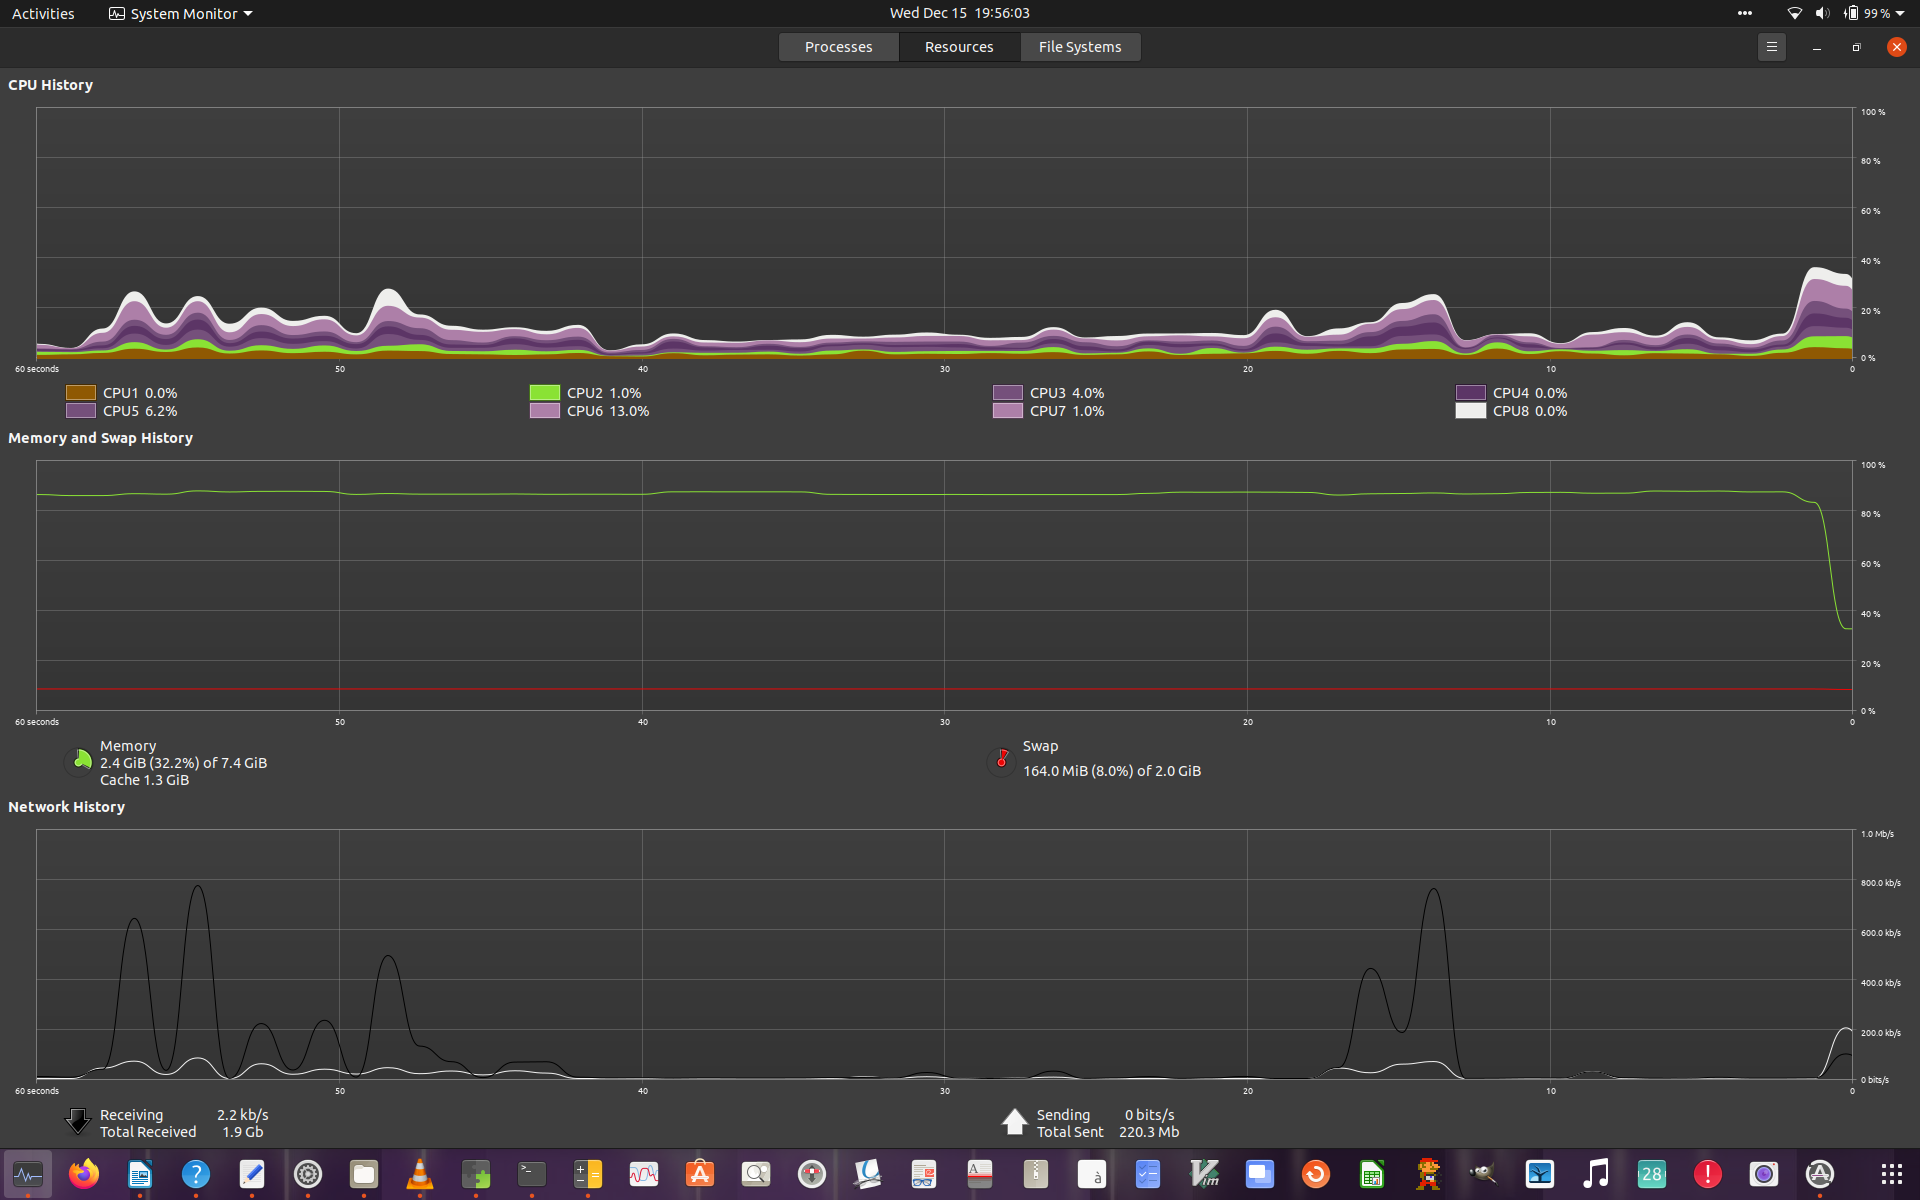 Activities System Monitor Wed Dec 15 19:56:03 99 %
Processes Resources File Systems
CPU History
100 %
80 %
60 %
40 %
20 %
0 %
60 seconds 50 40 30 20 10 0
CPU1 0.0% CPU2 1.0% CPU3 4.0% CPU4 0.0%
CPU5 6.2% CPU6 13.0% CPU7 1.0% CPU8 0.0%
Memory and Swap History
100 %
80 %
60 %
40 %
20 %
0 %
60 seconds 50 40 30 20 10 0
Memory Swap
2.4 GiB (32.2%) of 7.4 GiB 164.0 MiB (8.0%) of 2.0 GiB
Cache 1.3 GiB
Network History
1.0 Mb/s
800.0 kb/s
600.0 kb/s
400.0 kb/s
200.0 kb/s
0 bits/s
60 seconds 50 40 30 20 10 0
Receiving 2.2 kb/s Sending 0 bits/s
Total Received 1.9 Gb Total Sent 220.3 Mb
? >_ A à Vim 28 !